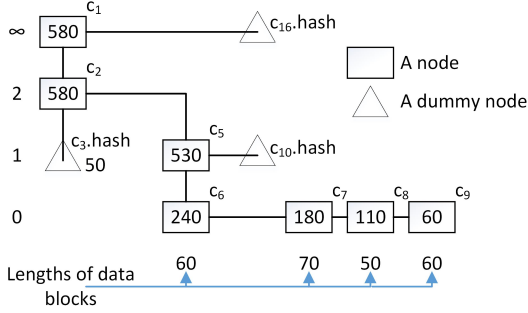 c1
∞ 580 c16.hash
A node
c2
2 580 A dummy node
c3.hash c5
1 50 530 c10.hash
c6 c7 c8 c9
0 240 180 110 60
60 70 50 60
Lengths of data
blocks